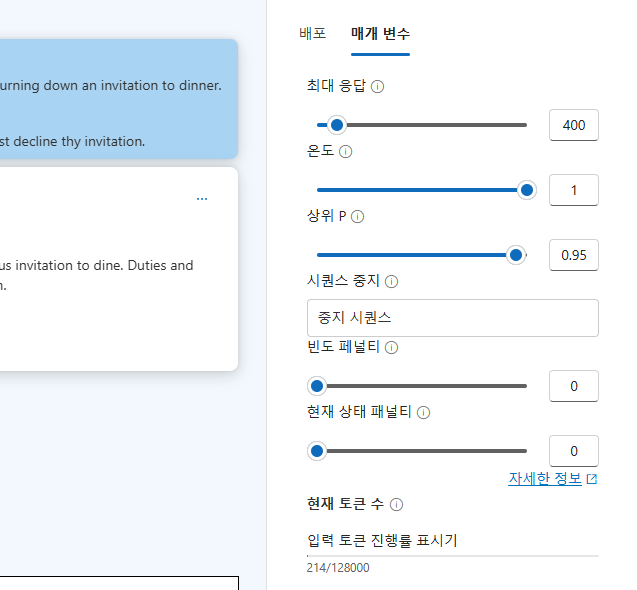 배포 매개 변수
urning down an invitation to dinner.
st decline thy invitation.
...
us invitation to dine. Duties and
최대 응답
400
온도
1
상위 P
0.95
시퀀스 중지
중지 시퀀스
빈도 페널티
0
현재 상태 패널티
0
자세한 정보
현재 토큰 수
입력 토큰 진행률 표시기
214/128000